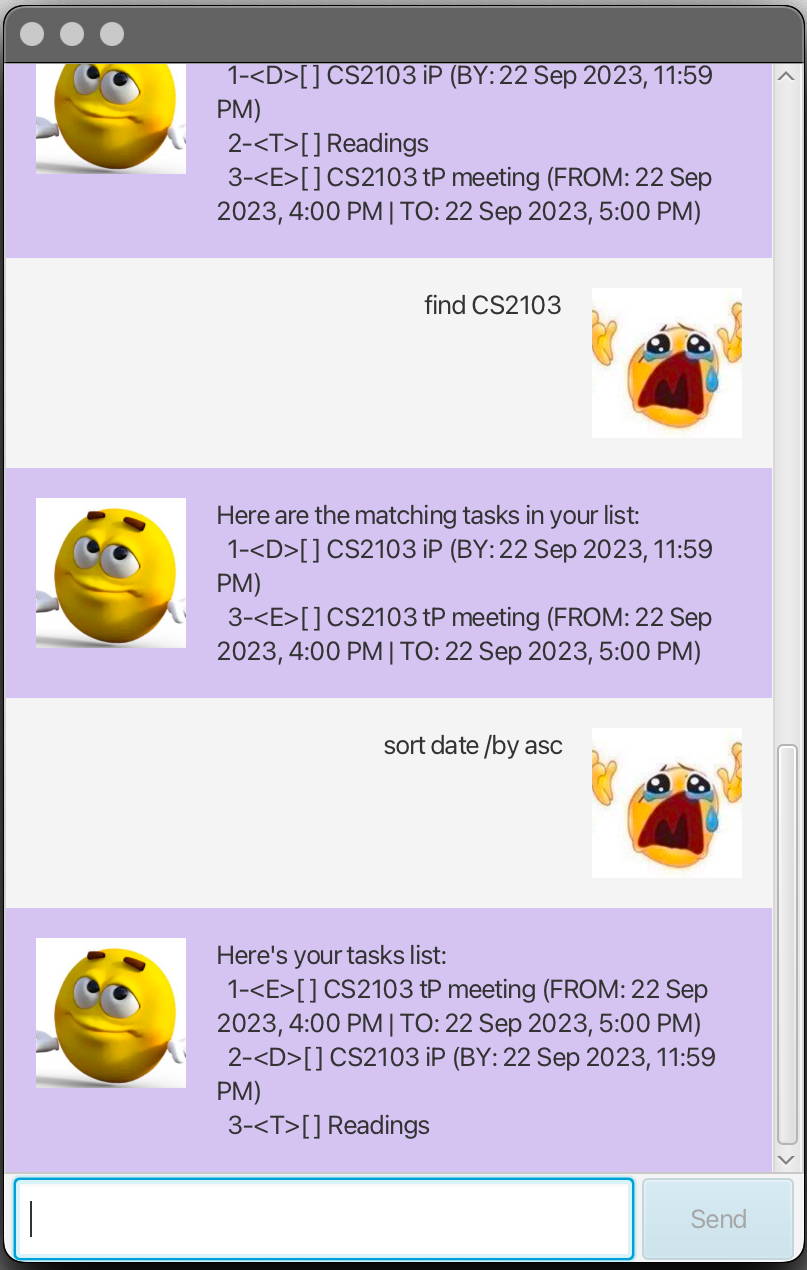 1-<D>[ ] CS2103 iP (BY: 22 Sep 2023, 11:59
PM)
2-<T>[ ] Readings
3-<E>[ ] CS2103 tP meeting (FROM: 22 Sep
2023, 4:00 PM | TO: 22 Sep 2023, 5:00 PM)
find CS2103
Here are the matching tasks in your list:
1-<D>[ ] CS2103 iP (BY: 22 Sep 2023, 11:59
PM)
3-<E>[ ] CS2103 tP meeting (FROM: 22 Sep
2023, 4:00 PM | TO: 22 Sep 2023, 5:00 PM)
sort date /by asc
Here's your tasks list:
1-<E>[ ] CS2103 tP meeting (FROM: 22 Sep
2023, 4:00 PM | TO: 22 Sep 2023, 5:00 PM)
2-<D>[ ] CS2103 iP (BY: 22 Sep 2023, 11:59
PM)
3-<T>[ ] Readings
Send